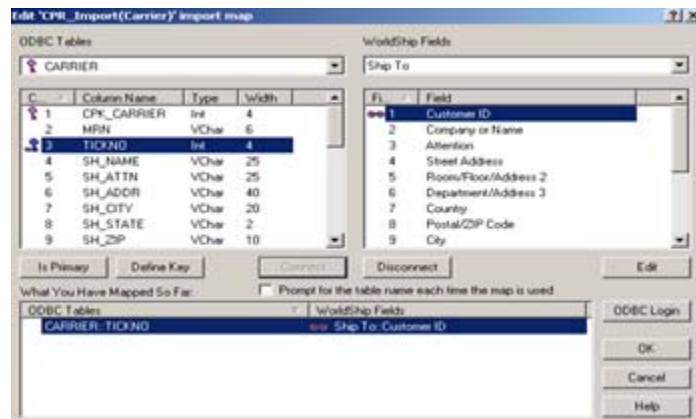 Edit 'CPR_Import(Carrier)' import map
ODBC Tables
WorldShip Fields
CARRIER
Ship To
C... Column Name Type Width
Fi... Field
1 CPK_CARRIER Int 4
1 Customer ID
2 MRN VChar 6
2 Company or Name
3 TICKNO Int 4
3 Attention
4 SH_NAME VChar 25
4 Street Address
5 SH_ATTN VChar 25
5 Room/Floor/Address 2
6 SH_ADDR VChar 40
6 Department/Address 3
7 SH_CITY VChar 20
7 Country
8 SH_STATE VChar 2
8 Postal/ZIP Code
9 SH_ZIP VChar 10
9 City
Is Primary Define Key Connect Disconnect Edit
What You Have Mapped So Far:
Prompt for the table name each time the map is used
ODBC Tables WorldShip Fields
ODBC Login
CARRIER::TICKNO Ship To::Customer ID
OK
Cancel
Help